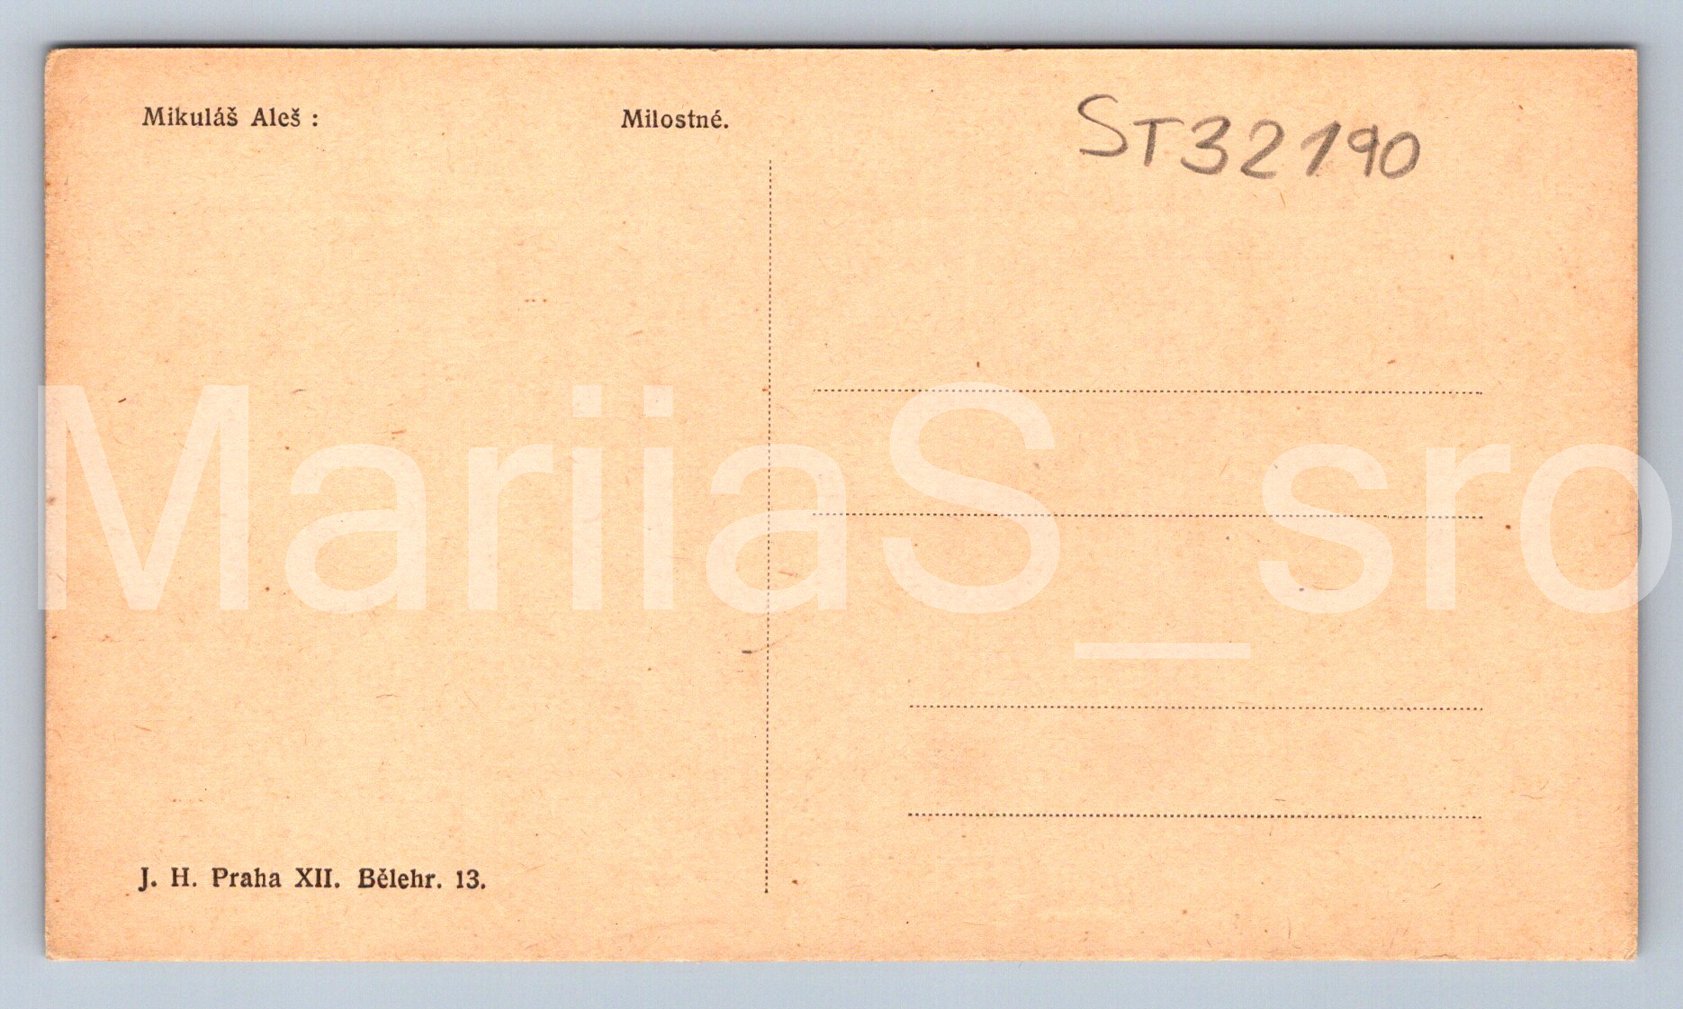 Mikuláš Aleš : Milostné.
ST32190
MariiaS_sro
J. H. Praha XII. Bělehr. 13.